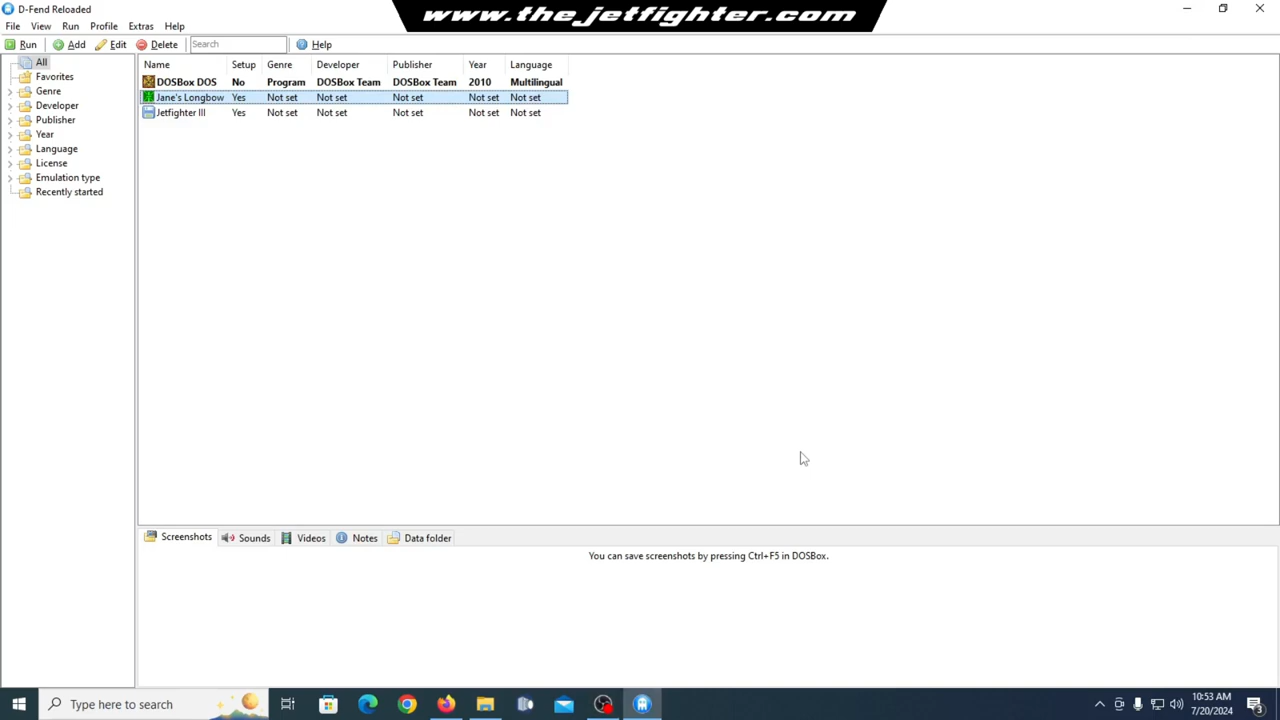 D-Fend Reloaded
www.thejetfighter.com
File View Run Profile Extras Help
Run Add Edit Delete Search Help
All
Favorites
Genre
Developer
Publisher
Year
Language
License
Emulation type
Recently started
Name Setup Genre Developer Publisher Year Language
DOSBox DOS No Program DOSBox Team DOSBox Team 2010 Multilingual
Jane's Longbow Yes Not set Not set Not set Not set Not set
Jetfighter III Yes Not set Not set Not set Not set Not set
Screenshots Sounds Videos Notes Data folder
You can save screenshots by pressing Ctrl+F5 in DOSBox.
Type here to search
10:53 AM
7/20/2024
3